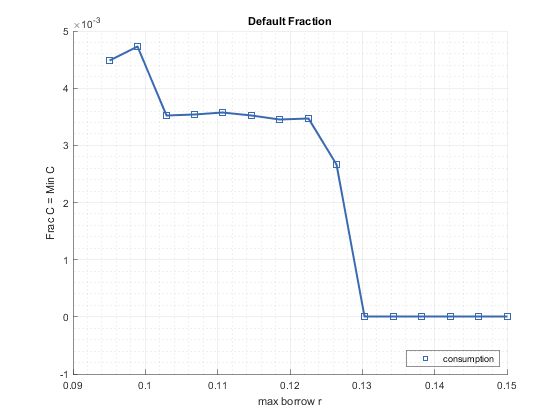 Default Fraction
×10-3
5
4
3
2
1
0
-1
Frac C = Min C
0.09 0.1 0.11 0.12 0.13 0.14 0.15
max borrow r
consumption